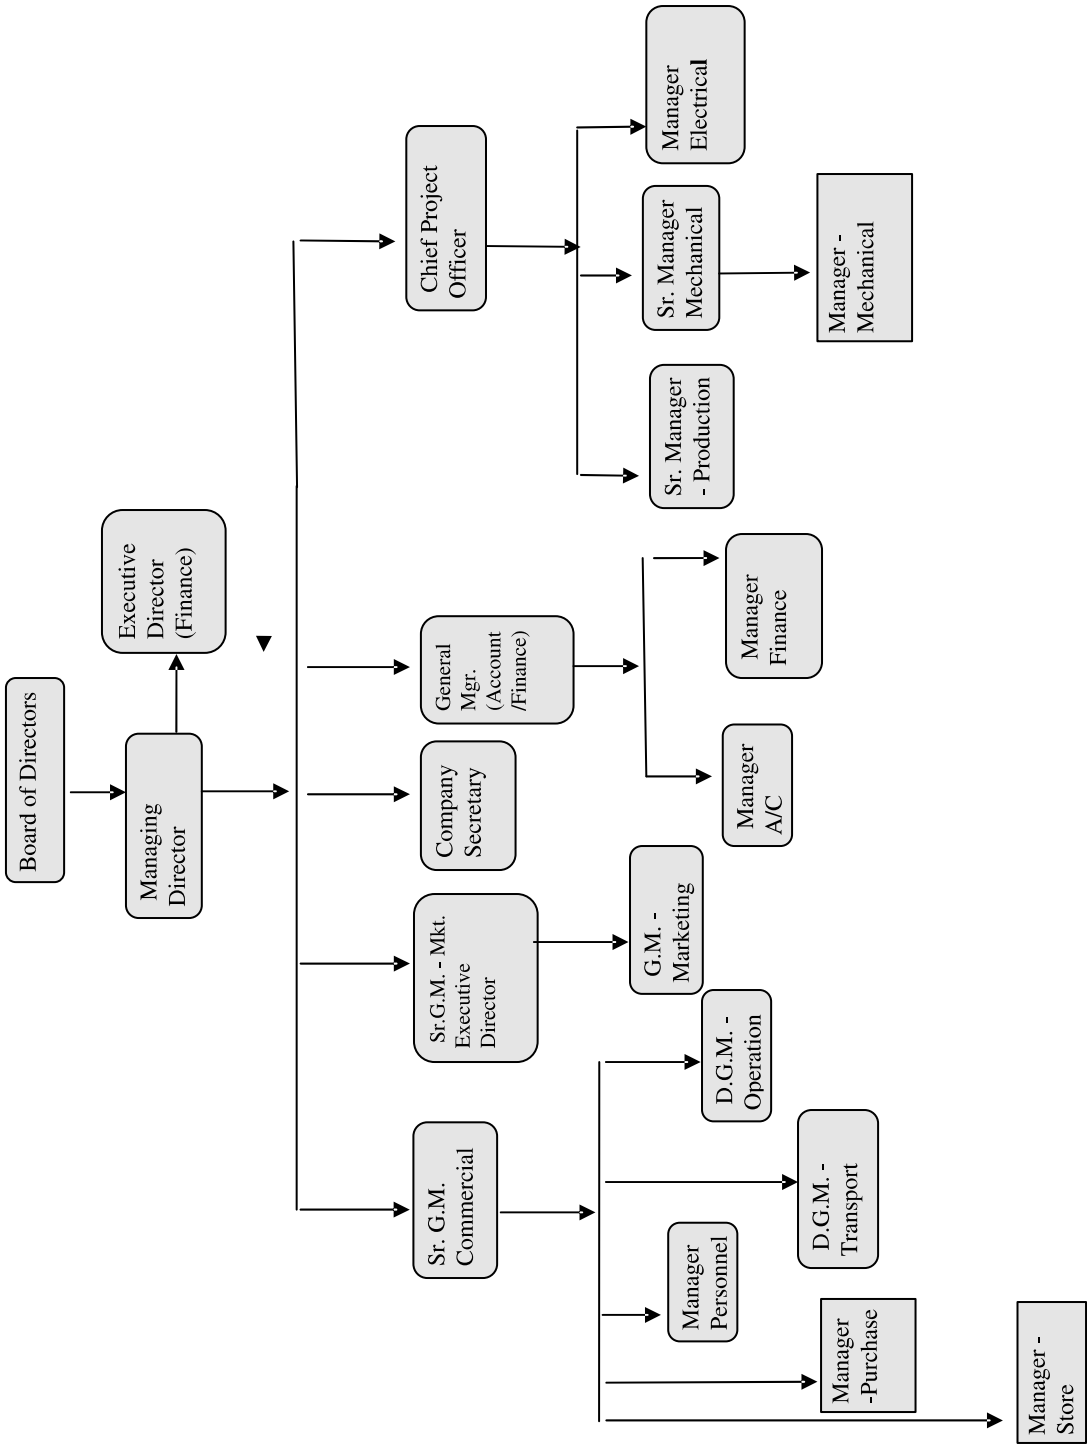 Board of Directors
Managing
Director
Executive
Director
(Finance)
Sr. G.M.
Commercial
Sr.G.M. - Mkt.
Executive
Director
Company
Secretary
General
Mgr.
(Account
/Finance)
Chief Project
Officer
Manager -
Store
Manager
-Purchase
Manager
Personnel
D.G.M. -
Transport
D.G.M. -
Operation
G.M. -
Marketing
Manager
A/C
Manager
Finance
Sr. Manager
- Production
Sr. Manager
Mechanical
Manager
Electrical
Manager -
Mechanical